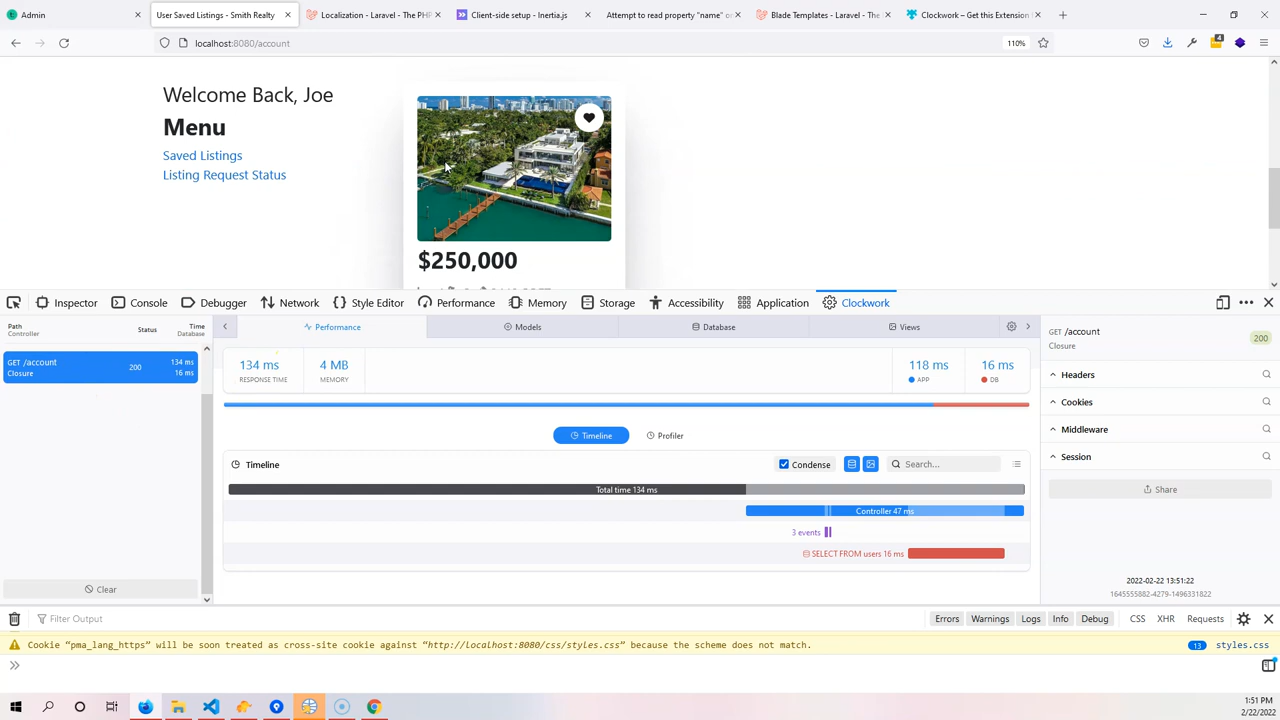 Admin
User Saved Listings - Smith Realty
Localization - Laravel - The PHP
Client-side setup - Inertia.js
Attempt to read property "name" or
Blade Templates - Laravel - The
Clockwork – Get this Extension
localhost:8080/account
110%
4
Welcome Back, Joe
Menu
Saved Listings
Listing Request Status
$250,000
Inspector
Console
Debugger
Network
Style Editor
Performance
Memory
Storage
Accessibility
Application
Clockwork
Path
Controller
Status
Time
Database
GET /account
Closure
200
134 ms
16 ms
Clear
Performance
Models
Database
Views
134 ms
RESPONSE TIME
4 MB
MEMORY
118 ms
APP
16 ms
DB
Timeline
Profiler
Timeline
Condense
Search...
Total time 134 ms
Controller 47 ms
3 events
SELECT FROM users 16 ms
GET /account
Closure
200
Headers
Cookies
Middleware
Session
Share
2022-02-22 13:51:22
1645555882-4279-1496331822
Filter Output
Errors
Warnings
Logs
Info
Debug
CSS
XHR
Requests
Cookie “pma_lang_https” will be soon treated as cross-site cookie against “http://localhost:8080/css/styles.css” because the scheme does not match.
13
styles.css
1:51 PM
2/22/2022